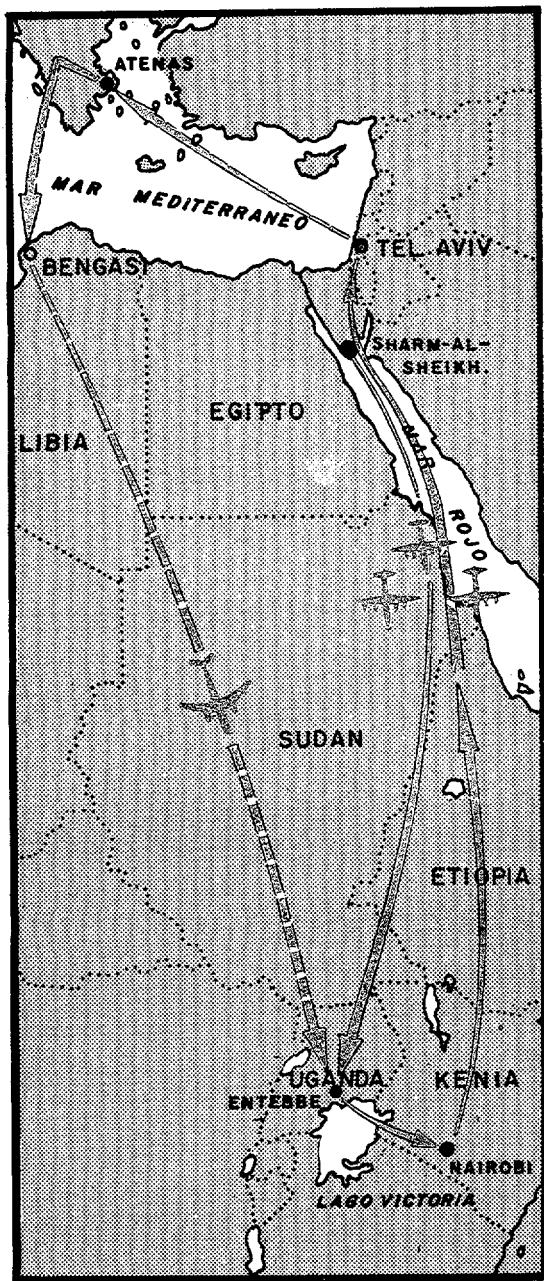 ATENAS
MAR MEDITERRANEO
TEL.AVIV
BENGASI
SHARM-AL-
SHEIKH.
EGIPTO
LIBIA
MAR ROJO
SUDAN
ETIOPIA
UGANDA
KENIA
ENTEBBE
NAIROBI
LAGO VICTORIA